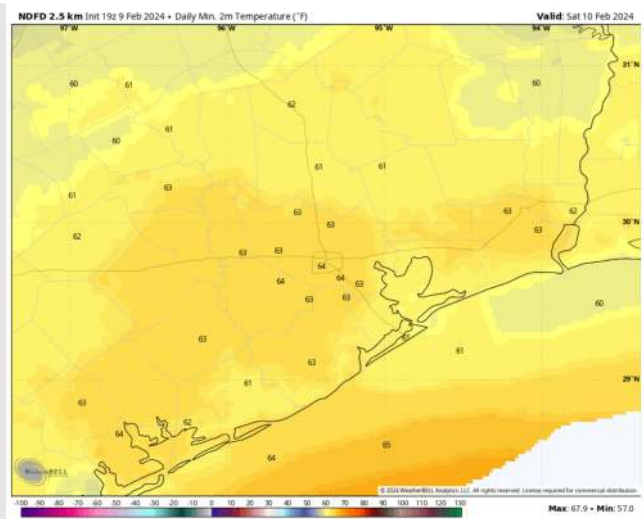 NDFD 2.5 km Init 19z 9 Feb 2024 • Daily Min. 2m Temperature (°F)
Valid: Sat 10 Feb 2024
97°W 96°W 95°W 94°W
31°N
60 61 60
62
61
60
61 61
63
61
63 63 62
63 63
62
30°N
63 63
64
64 64 63
63 63
60
63
61
63
29°N
61
63
62
64
65
64
WeatherBELL
© 2024 WeatherBELL Analytics, LLC. All rights reserved. License required for commercial distribution.
-100 -90 -80 -70 -60 -50 -40 -30 -20 -10 0 10 20 30 40 50 60 70 80 90 100 110 120 130
Max: 67.9 • Min: 57.0